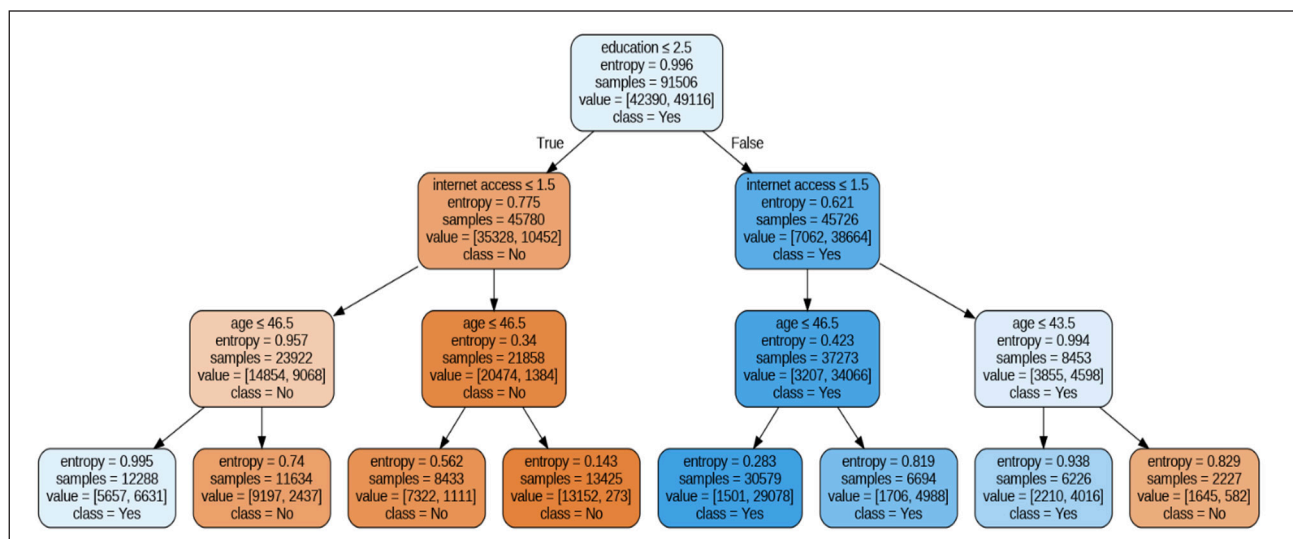 education ≤ 2.5
entropy = 0.996
samples = 91506
value = [42390, 49116]
class = Yes
True
False
internet access ≤ 1.5
entropy = 0.775
samples = 45780
value = [35328, 10452]
class = No
internet access ≤ 1.5
entropy = 0.621
samples = 45726
value = [7062, 38664]
class = Yes
age ≤ 46.5
entropy = 0.957
samples = 23922
value = [14854, 9068]
class = No
age ≤ 46.5
entropy = 0.34
samples = 21858
value = [20474, 1384]
class = No
age ≤ 46.5
entropy = 0.423
samples = 37273
value = [3207, 34066]
class = Yes
age ≤ 43.5
entropy = 0.994
samples = 8453
value = [3855, 4598]
class = Yes
entropy = 0.995
samples = 12288
value = [5657, 6631]
class = Yes
entropy = 0.74
samples = 11634
value = [9197, 2437]
class = No
entropy = 0.562
samples = 8433
value = [7322, 1111]
class = No
entropy = 0.143
samples = 13425
value = [13152, 273]
class = No
entropy = 0.283
samples = 30579
value = [1501, 29078]
class = Yes
entropy = 0.819
samples = 6694
value = [1706, 4988]
class = Yes
entropy = 0.938
samples = 6226
value = [2210, 4016]
class = Yes
entropy = 0.829
samples = 2227
value = [1645, 582]
class = No